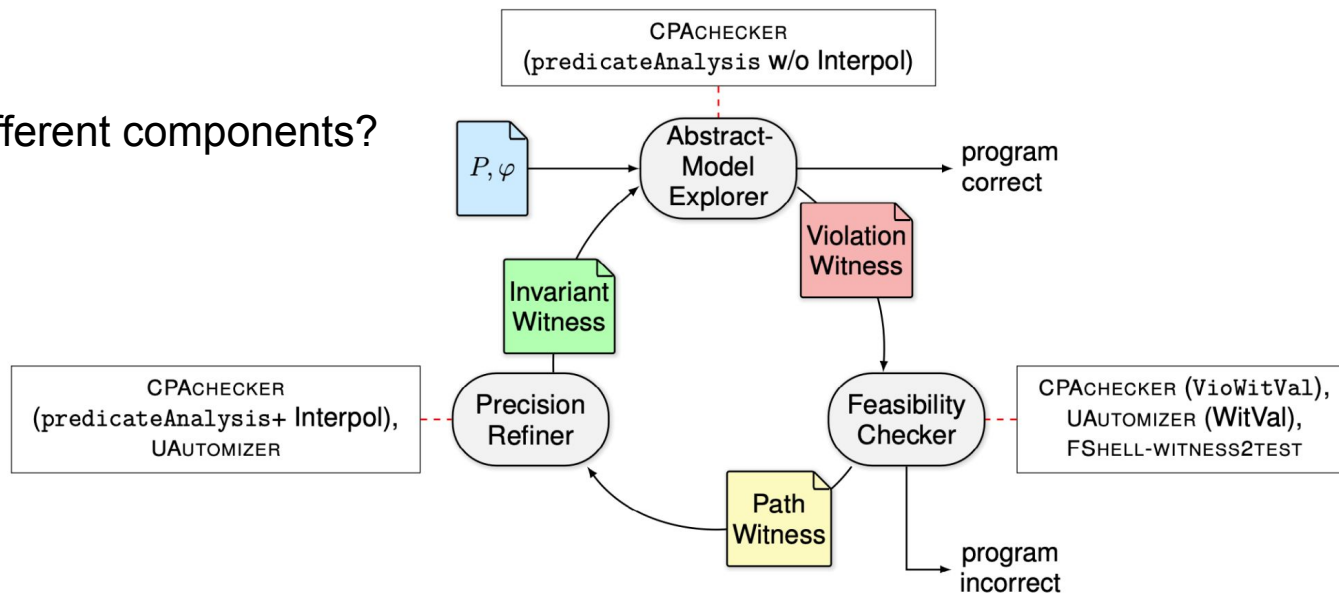 CPACHECKER
(predicateAnalysis w/o Interpol)
fferent components?
P, φ
Abstract-
Model
Explorer
program
correct
Violation
Witness
Invariant
Witness
CPACHECKER
(predicateAnalysis+ Interpol),
UAUTOMIZER
Precision
Refiner
Feasibility
Checker
CPACHECKER (VioWitVal),
UAUTOMIZER (WitVal),
FSHELL-WITNESS2TEST
Path
Witness
program
incorrect